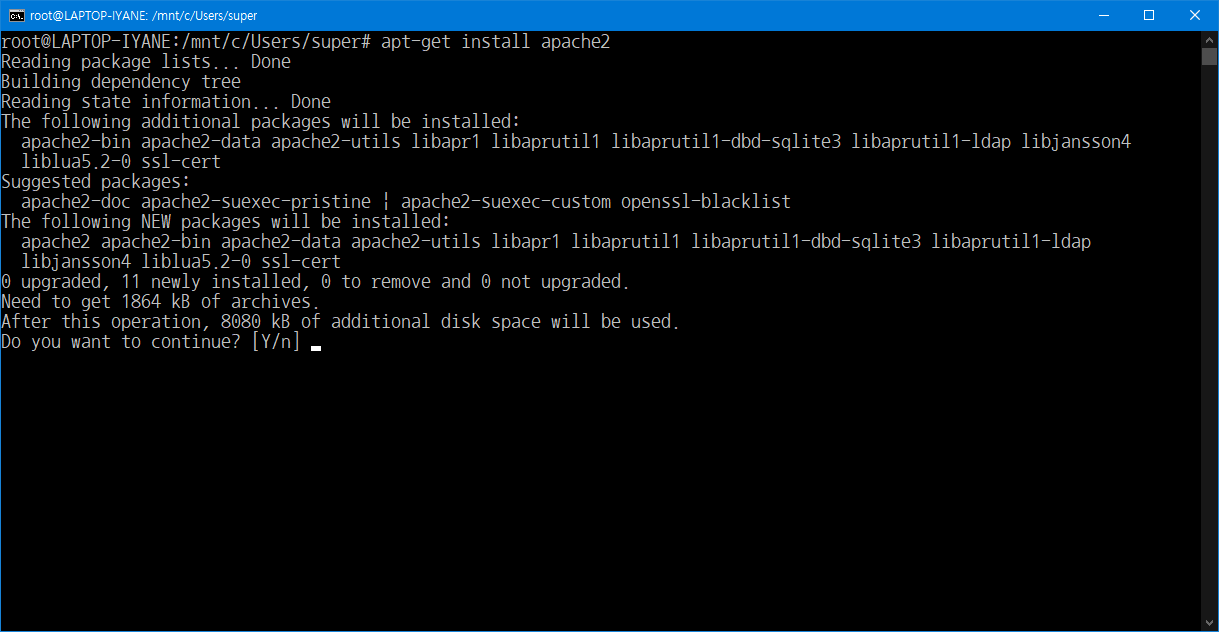 root@LAPTOP-IYANE: /mnt/c/Users/super
root@LAPTOP-IYANE:/mnt/c/Users/super# apt-get install apache2
Reading package lists... Done
Building dependency tree
Reading state information... Done
The following additional packages will be installed:
  apache2-bin apache2-data apache2-utils libapr1 libaprutil1 libaprutil1-dbd-sqlite3 libaprutil1-ldap libjansson4
  liblua5.2-0 ssl-cert
Suggested packages:
  apache2-doc apache2-suexec-pristine | apache2-suexec-custom openssl-blacklist
The following NEW packages will be installed:
  apache2 apache2-bin apache2-data apache2-utils libapr1 libaprutil1 libaprutil1-dbd-sqlite3 libaprutil1-ldap
  libjansson4 liblua5.2-0 ssl-cert
0 upgraded, 11 newly installed, 0 to remove and 0 not upgraded.
Need to get 1864 kB of archives.
After this operation, 8080 kB of additional disk space will be used.
Do you want to continue? [Y/n]